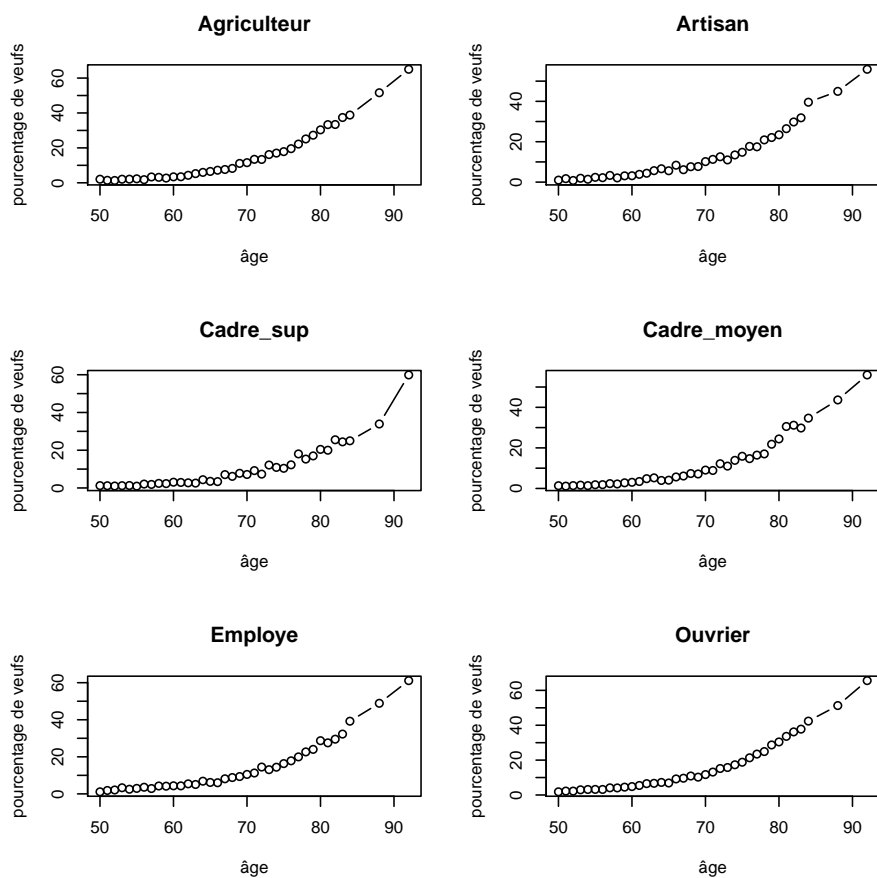 Agriculteur
pourcentage de veufs
0 20 40 60
50 60 70 80 90
âge
Artisan
pourcentage de veufs
0 20 40
50 60 70 80 90
âge
Cadre_sup
pourcentage de veufs
0 20 40 60
50 60 70 80 90
âge
Cadre_moyen
pourcentage de veufs
0 20 40
50 60 70 80 90
âge
Employe
pourcentage de veufs
0 20 40 60
50 60 70 80 90
âge
Ouvrier
pourcentage de veufs
0 20 40 60
50 60 70 80 90
âge